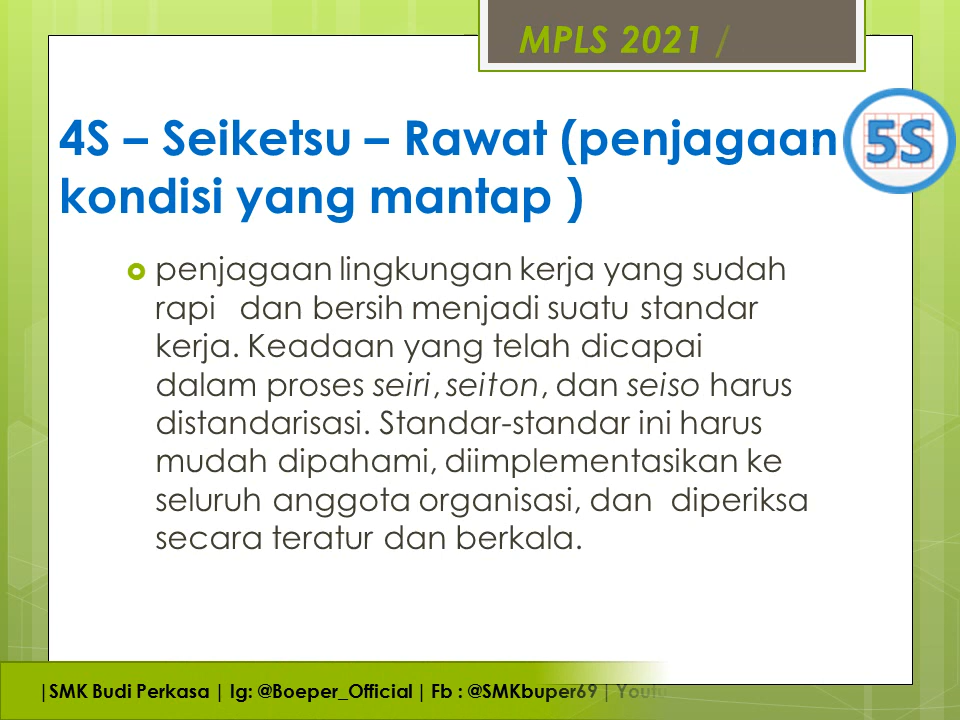 MPLS 2021 /
4S – Seiketsu – Rawat (penjagaan
kondisi yang mantap )
5S
penjagaan lingkungan kerja yang sudah
rapi dan bersih menjadi suatu standar
kerja. Keadaan yang telah dicapai
dalam proses seiri, seiton, dan seiso harus
distandarisasi. Standar-standar ini harus
mudah dipahami, diimplementasikan ke
seluruh anggota organisasi, dan diperiksa
secara teratur dan berkala.
|SMK Budi Perkasa | Ig: @Boeper_Official | Fb : @SMKbuper69 |